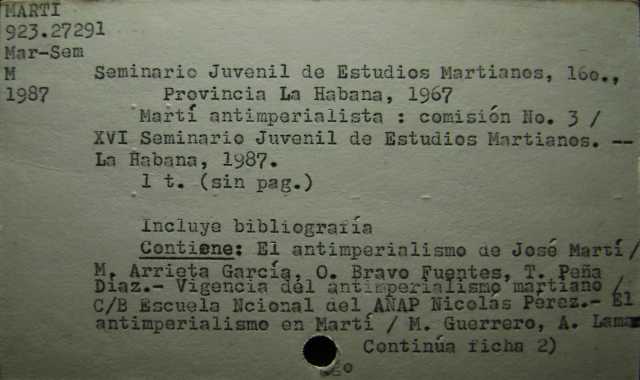 MARTI
923.27291
Mar-Sem
M Seminario Juvenil de Estudios Martianos, 16o.,
1987 Provincia La Habana, 1967
Martí antimperialista : comisión No. 3 /
XVI Seminario Juvenil de Estudios Martianos. --
La Habana, 1987.
1 t. (sin pag.)
Incluye bibliografía
Contiene: El antimperialismo de José Martí /
M. Arrieta García, O. Bravo Fuentes, T. Peña
Díaz.- Vigencia del antimperialismo martiano /
C/B Escuela Ncional del AÑAP Nicolás Pérez.- El
antimperialismo en Martí / M. Guerrero, A. Lama
Continúa ficha 2)